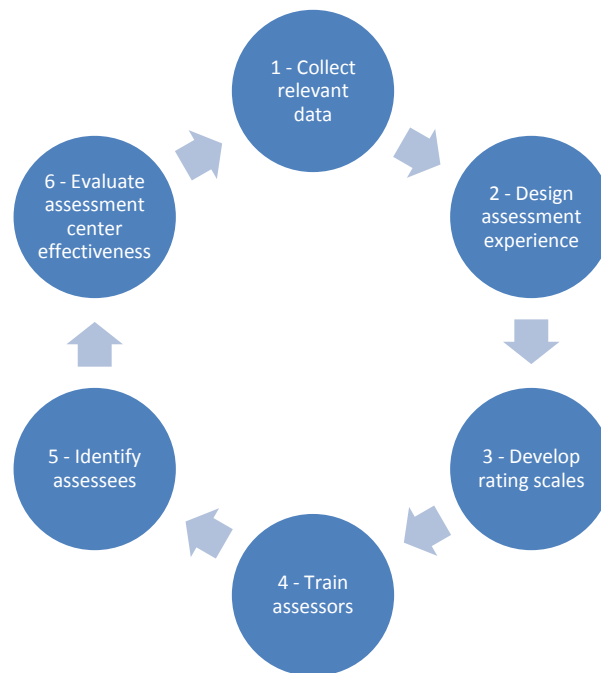 1 - Collect
relevant
data
2 - Design
assessment
experience
3 - Develop
rating scales
4 - Train
assessors
5 - Identify
assessees
6 - Evaluate
assessment
center
effectiveness